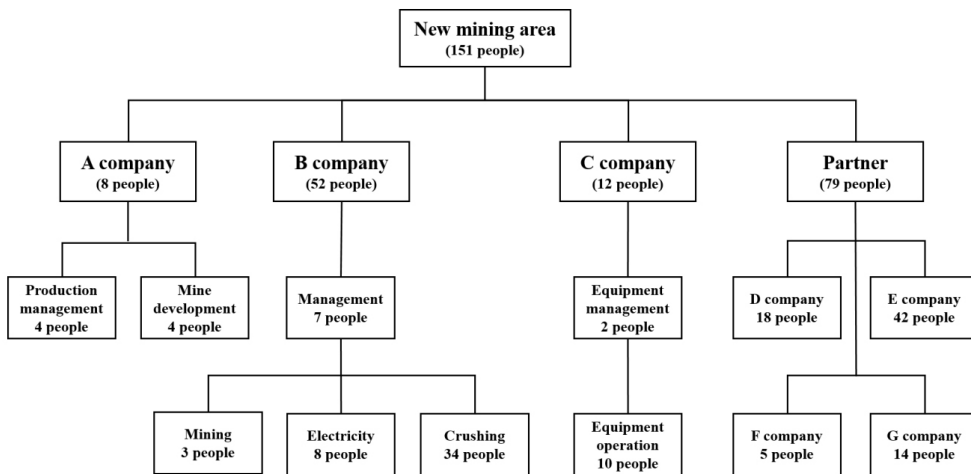 New mining area
(151 people)
A company
(8 people)
B company
(52 people)
C company
(12 people)
Partner
(79 people)
Production
management
4 people
Mine
development
4 people
Management
7 people
Equipment
management
2 people
D company
18 people
E company
42 people
Mining
3 people
Electricity
8 people
Crushing
34 people
Equipment
operation
10 people
F company
5 people
G company
14 people